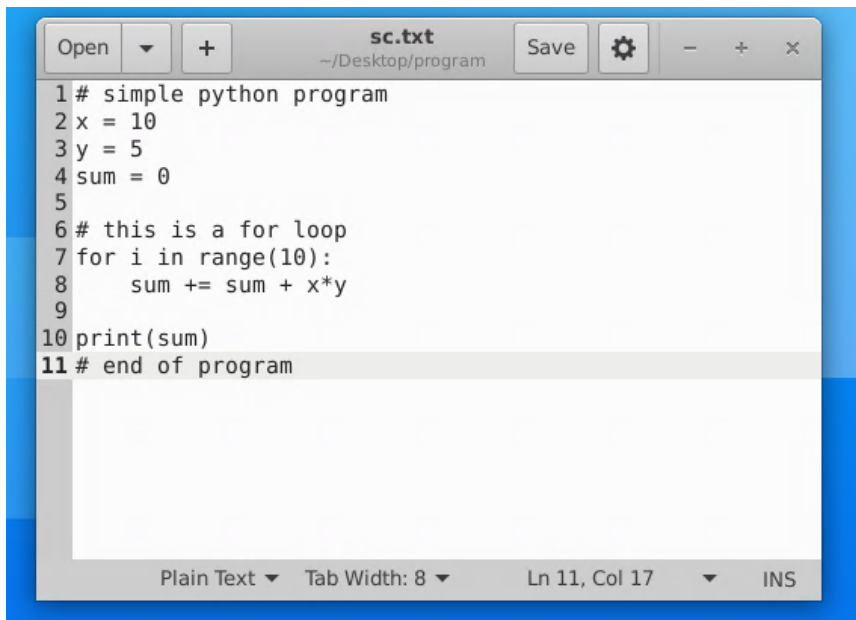 Open
sc.txt
~/Desktop/program
Save
1 # simple python program
2 x = 10
3 y = 5
4 sum = 0
5
6 # this is a for loop
7 for i in range(10):
8     sum += sum + x*y
9
10 print(sum)
11 # end of program
Plain Text Tab Width: 8 Ln 11, Col 17 INS